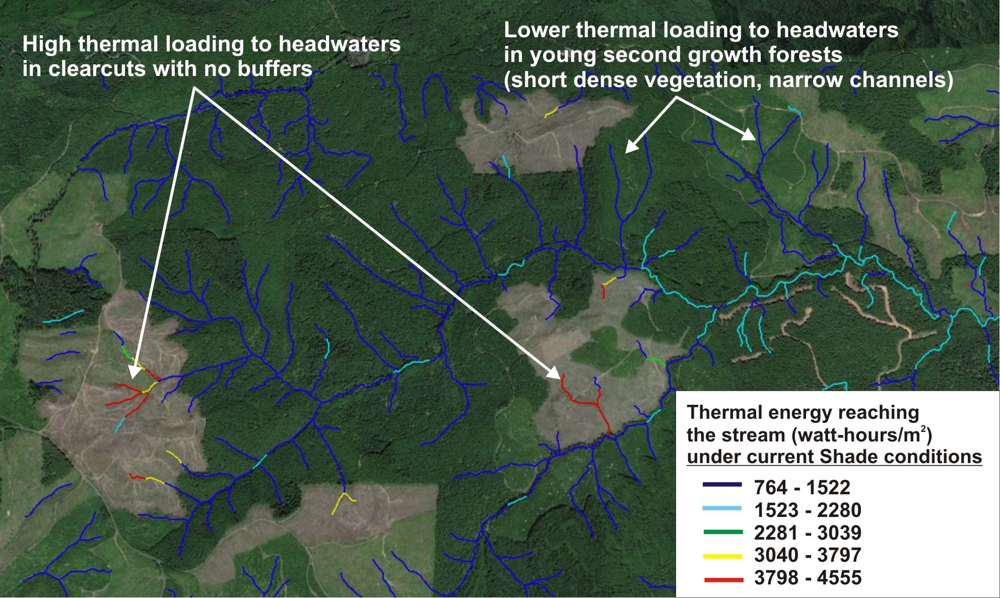 High thermal loading to headwaters
in clearcuts with no buffers
Lower thermal loading to headwaters
in young second growth forests
(short dense vegetation, narrow channels)
Thermal energy reaching
the stream (watt-hours/m²)
under current Shade conditions
764 - 1522
1523 - 2280
2281 - 3039
3040 - 3797
3798 - 4555